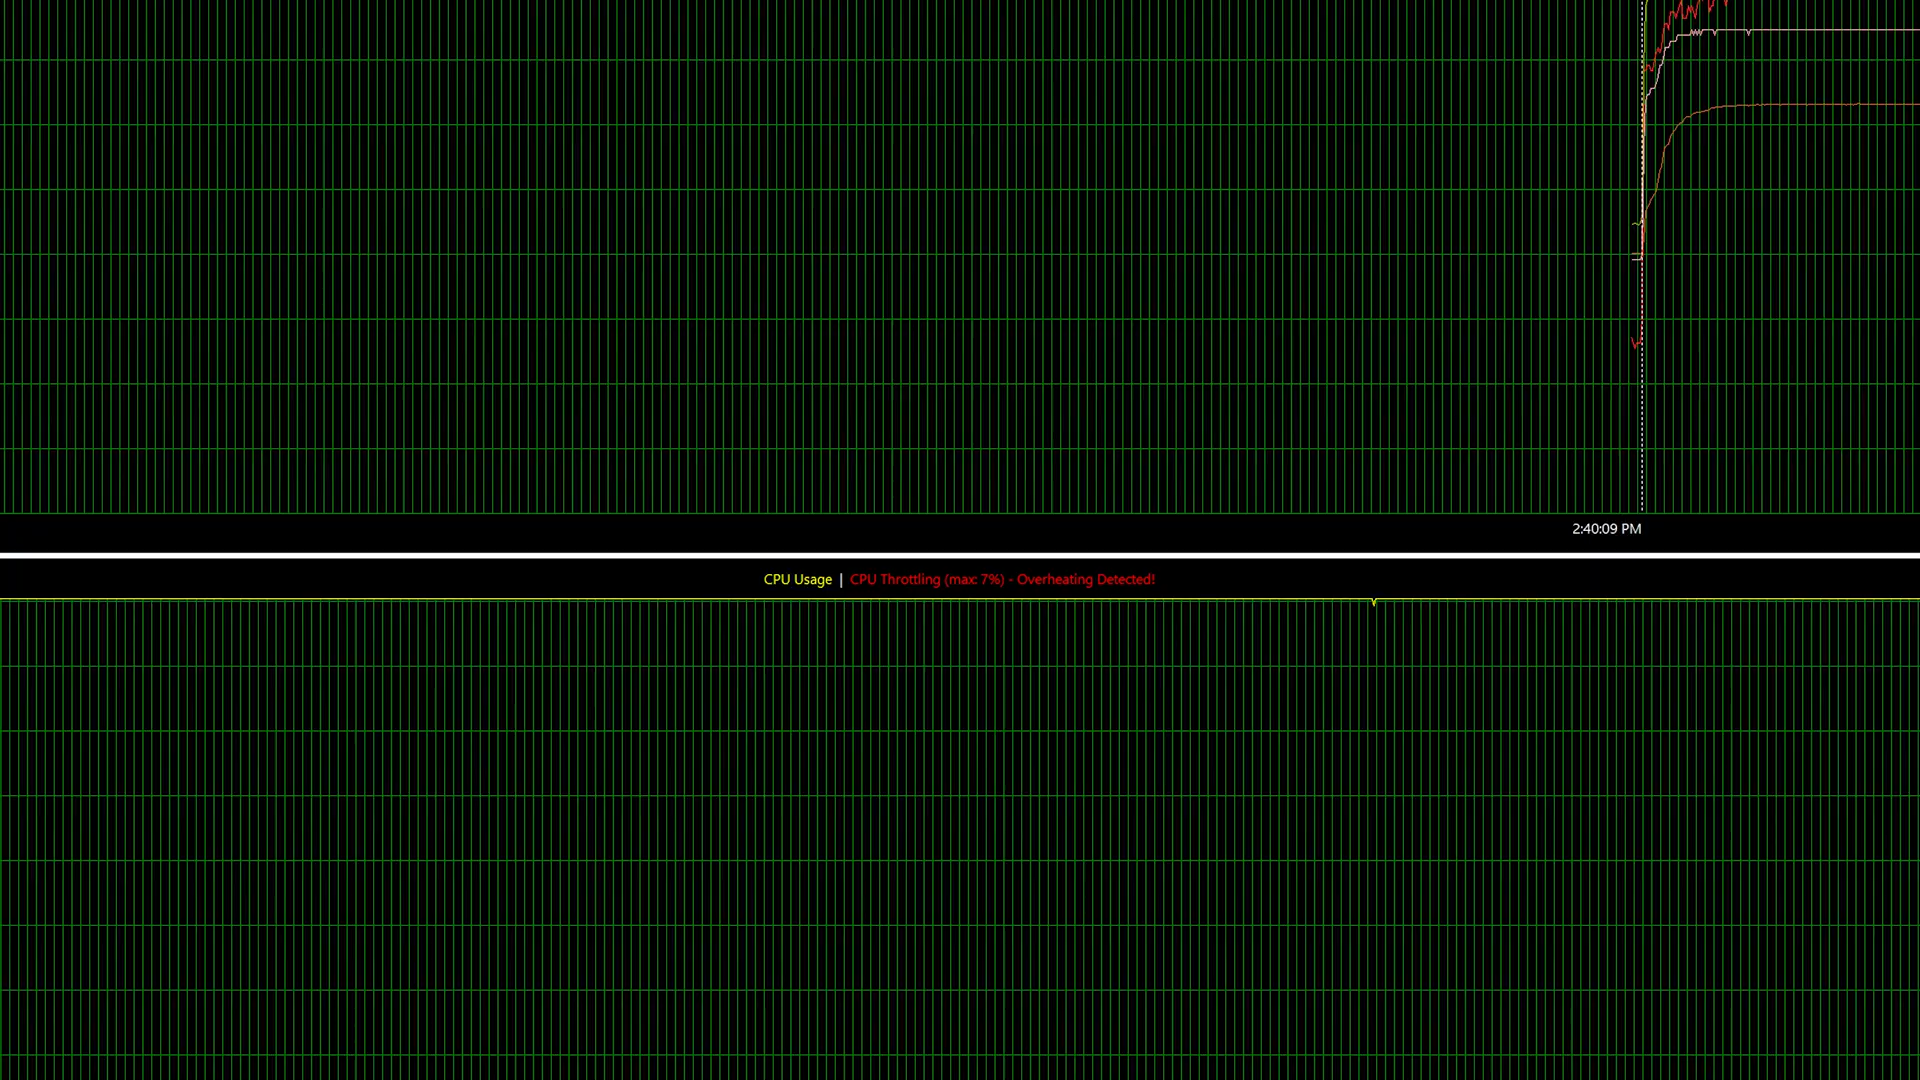 2:40:09 PM
CPU Usage | CPU Throttling (max: 7%) - Overheating Detected!